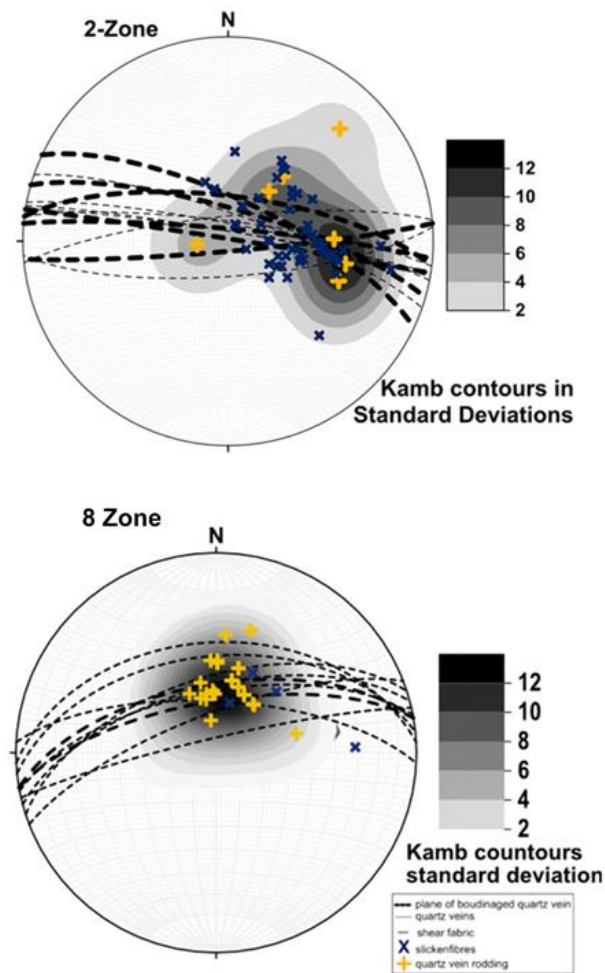 2-Zone
N
12
10
8
6
4
2
Kamb contours in
Standard Deviations
8 Zone
N
12
10
8
6
4
2
Kamb countours
standard deviation
plane of boudinaged quartz vein
quartz veins
shear fabric
slickenfibres
quartz vein rodding